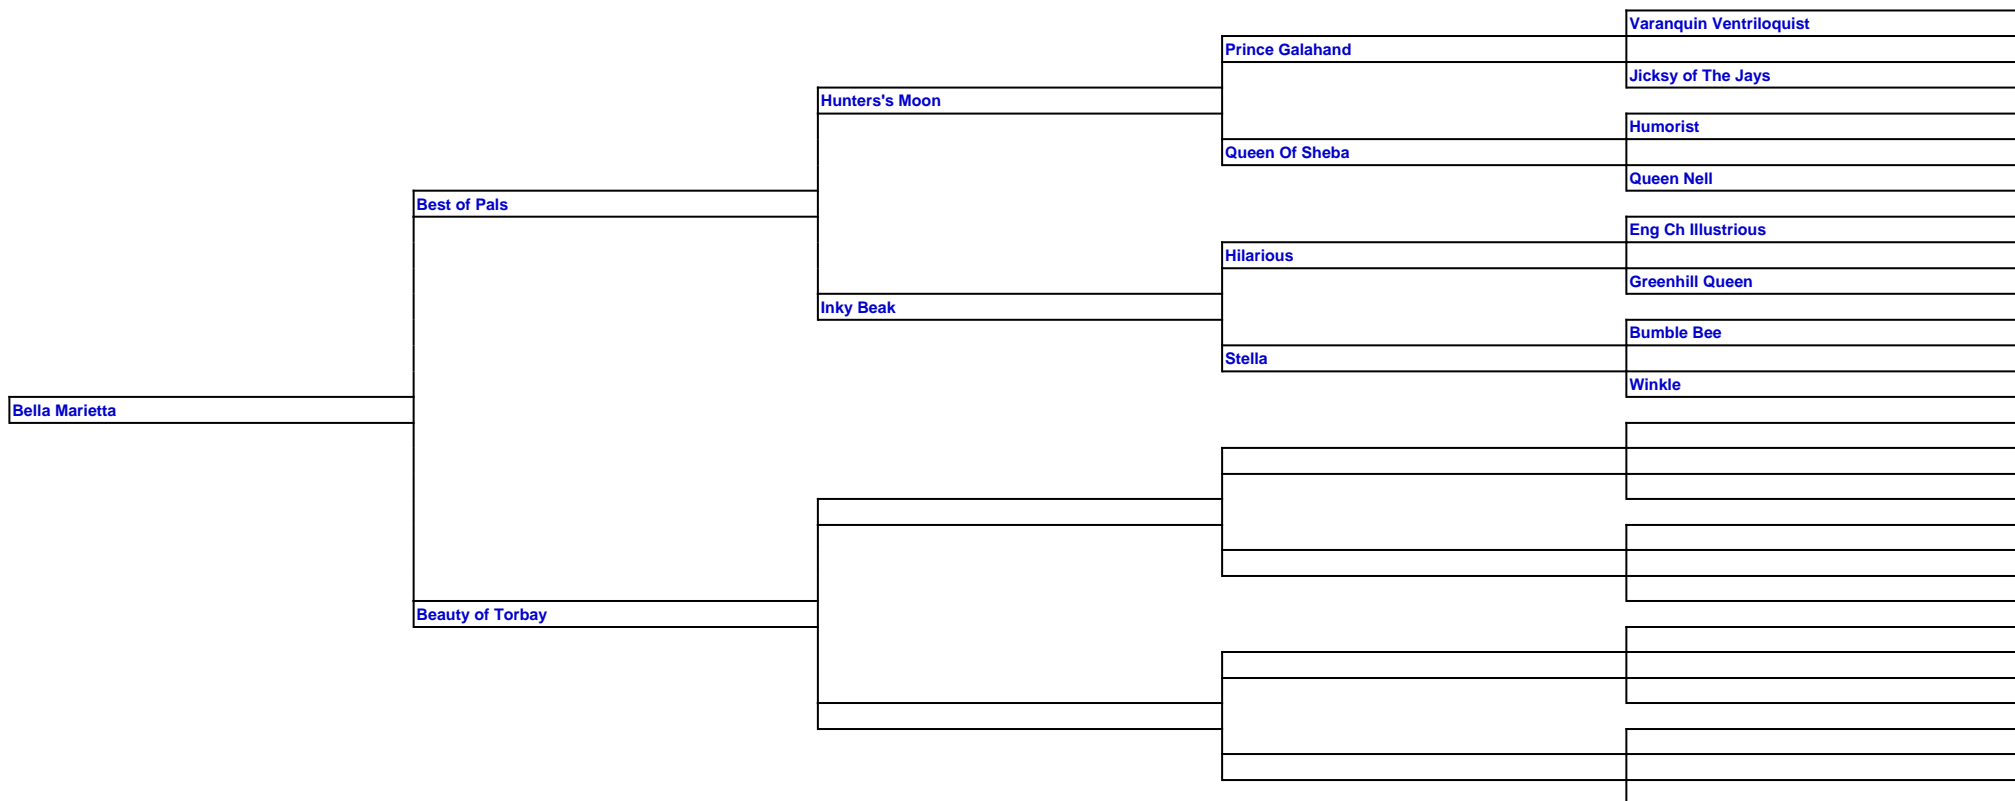 Varanquin Ventriloquist
Prince Galahand
Jicksy of The Jays
Hunters's Moon
Humorist
Queen Of Sheba
Queen Nell
Best of Pals
Eng Ch Illustrious
Hilarious
Greenhill Queen
Inky Beak
Bumble Bee
Stella
Winkle
Bella Marietta
Beauty of Torbay